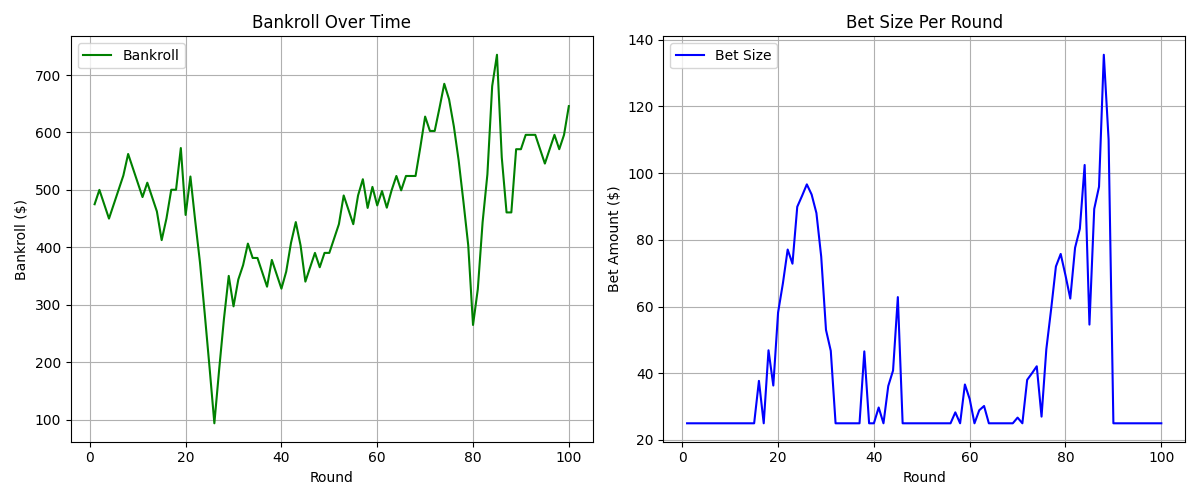 Bankroll Over Time
Bankroll
Bankroll ($)
700
600
500
400
300
200
100
0 20 40 60 80 100
Round
Bet Size Per Round
Bet Size
Bet Amount ($)
140
120
100
80
60
40
20
0 20 40 60 80 100
Round